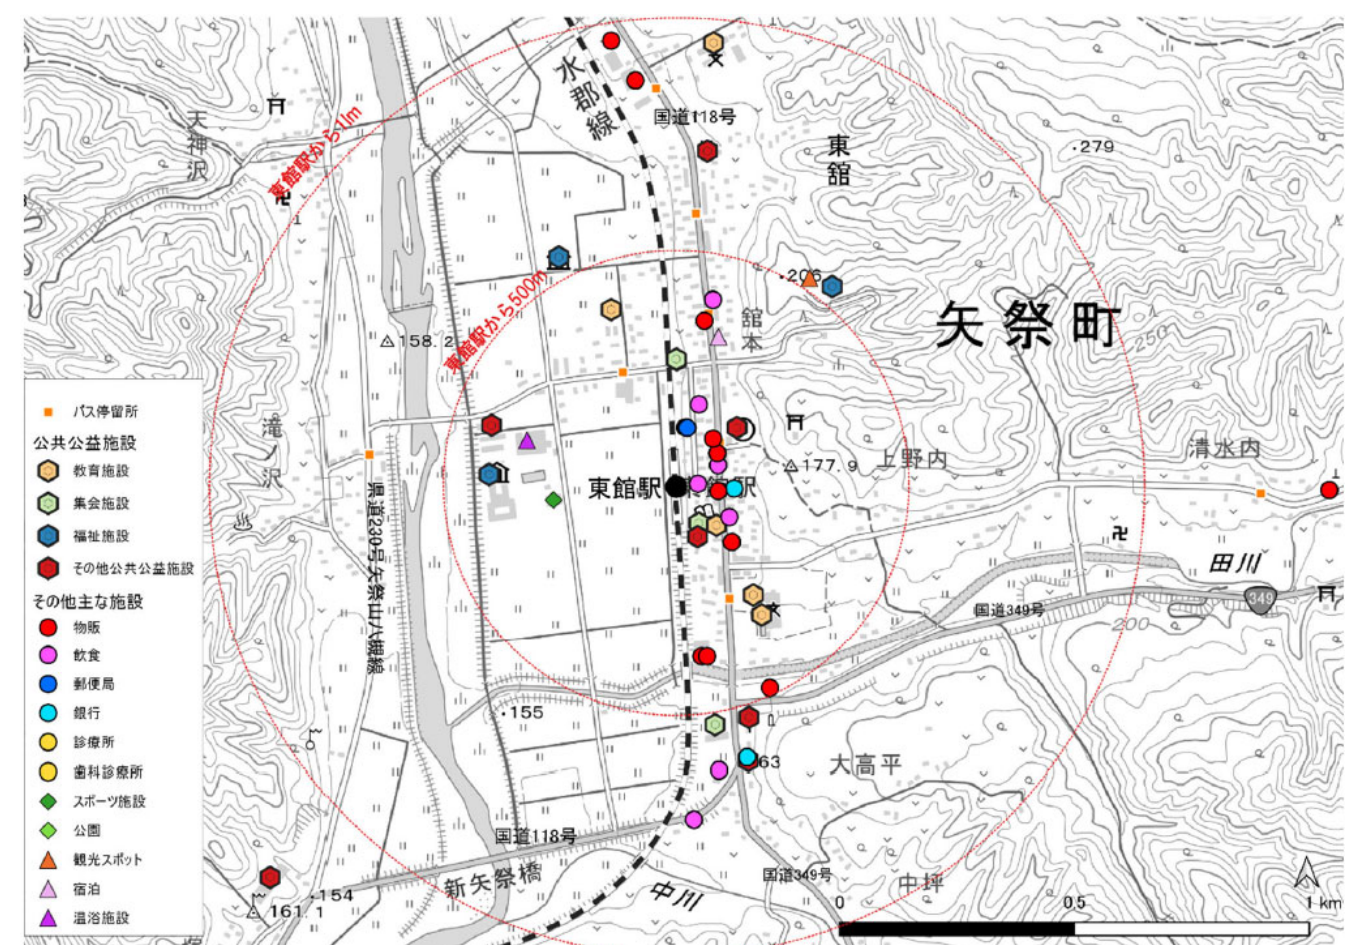 水郡線
国道118号
天神沢
東館駅から1km
東舘
279
206
東館駅から500m
矢祭町
舘本
158.2
250
バス停留所
公共公益施設
教育施設
集会施設
福祉施設
その他公共公益施設
その他主な施設
物販
飲食
郵便局
銀行
診療所
歯科診療所
スポーツ施設
公園
観光スポット
宿泊
温浴施設
滝ノ沢
177.9
上野内
清水内
東館駅
県道230号矢祭山八槻線
田川
349
国道349号
200
155
63
大高平
国道118号
新矢祭橋
中川
国道349号
中坪
154
161.1
0
0.5
1 km